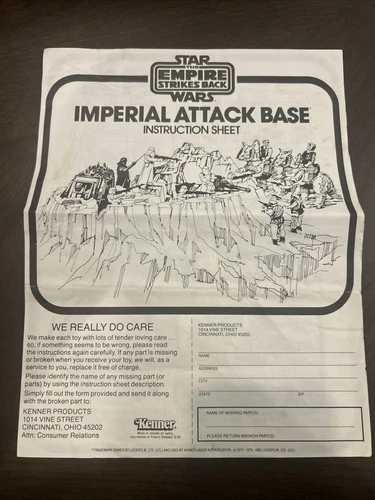 STAR
THE
EMPIRE
STRIKES BACK
WARS
IMPERIAL ATTACK BASE
INSTRUCTION SHEET
WE REALLY DO CARE
We make each toy with lots of tender loving care . . .
so, if something seems to be wrong, please read
the instructions again carefully. If any part is missing
or broken when you receive your toy, we will, as a
service to you, replace it free of charge.
Please identify the name of any missing part (or
parts) by using the instruction sheet description.
Simply fill out the form provided and send it along
with the broken part to:
KENNER PRODUCTS
1014 VINE STREET
CINCINNATI, OHIO 45202
Attn: Consumer Relations
Kenner
KENNER PRODUCTS
1014 VINE STREET
CINCINNATI, OHIO 45202
NAME
ADDRESS
CITY
STATE ZIP
NAME OF MISSING PART(S)
PLEASE RETURN BROKEN PART(S)